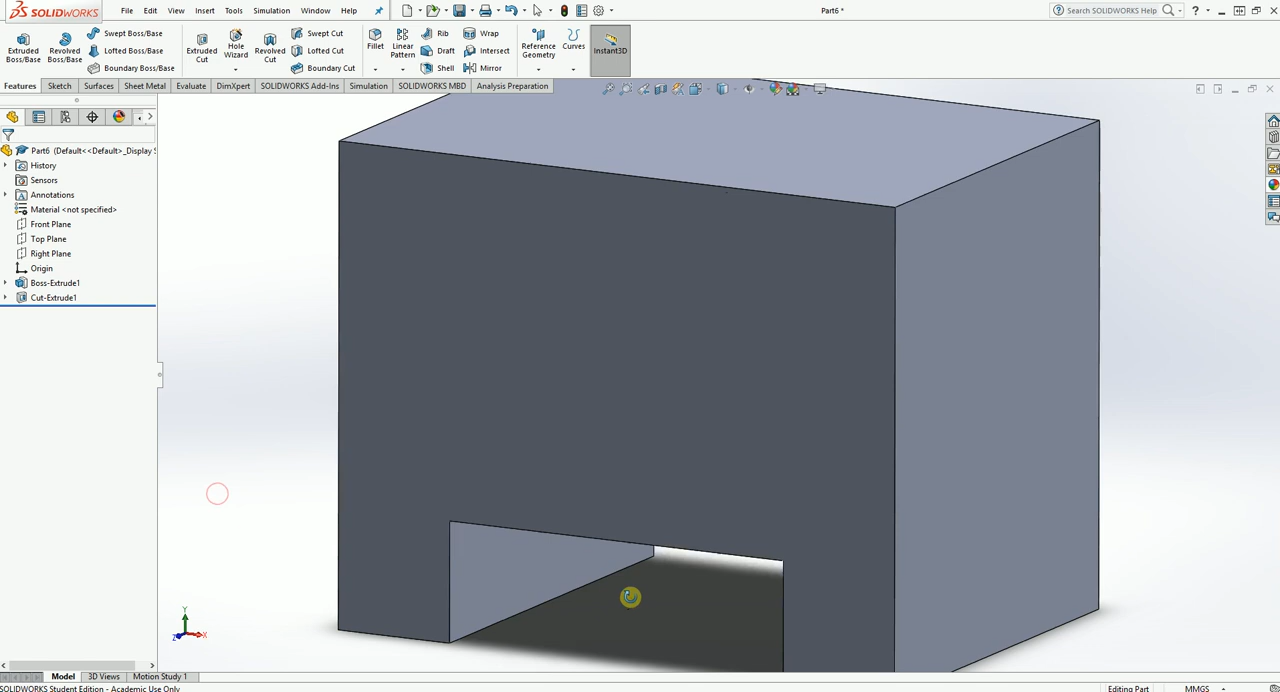 SOLIDWORKS File Edit View Insert Tools Simulation Window Help Part6 * Search SOLIDWORKS Help ?
Extruded Boss/Base
Revolved Boss/Base
Swept Boss/Base
Lofted Boss/Base
Boundary Boss/Base
Extruded Cut
Hole Wizard
Revolved Cut
Swept Cut
Lofted Cut
Boundary Cut
Fillet
Linear Pattern
Rib
Draft
Shell
Wrap
Intersect
Mirror
Reference Geometry
Curves
Instant3D
Features Sketch Surfaces Sheet Metal Evaluate DimXpert SOLIDWORKS Add-Ins Simulation SOLIDWORKS MBD Analysis Preparation
Part6 (Default<<Default>_Display S
History
Sensors
Annotations
Material <not specified>
Front Plane
Top Plane
Right Plane
Origin
Boss-Extrude1
Cut-Extrude1
Y
Z X
Model 3D Views Motion Study 1
SOLIDWORKS Student Edition - Academic Use Only Editing Part MMGS